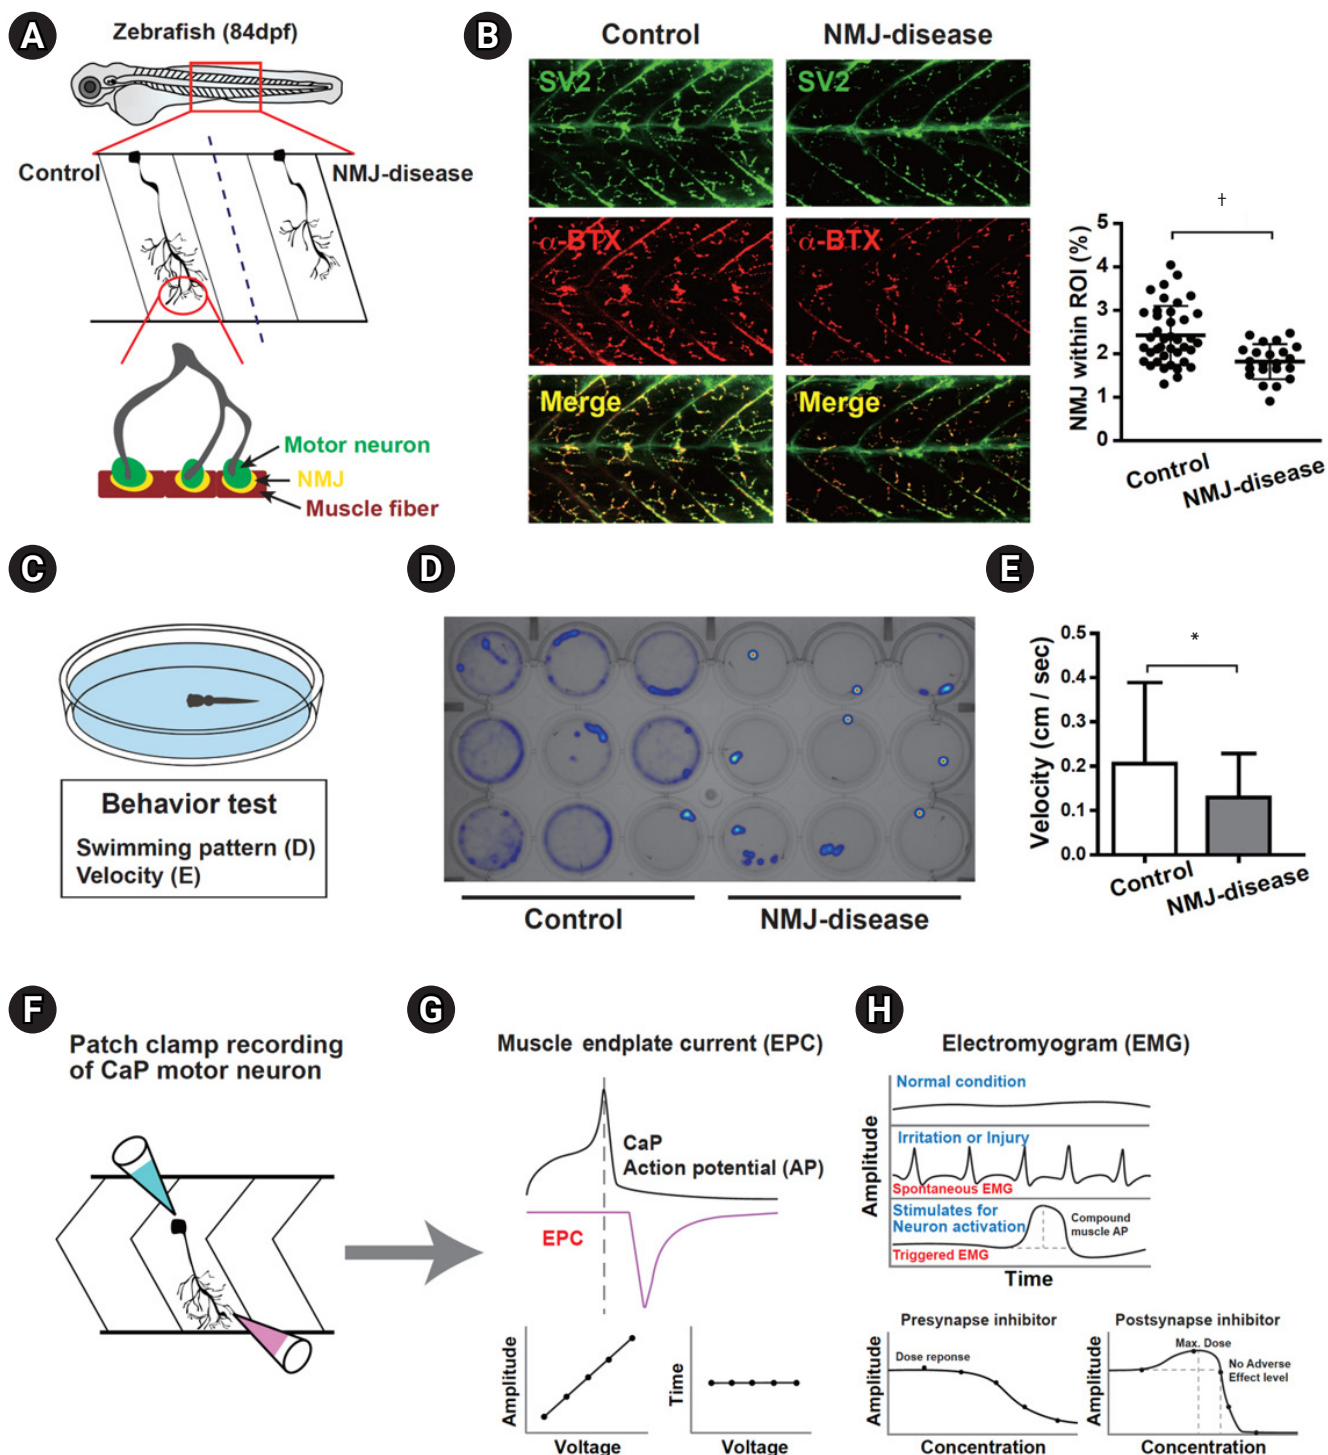 A
Zebrafish (84dpf)
Control
NMJ-disease
Motor neuron
NMJ
Muscle fiber
B
Control
NMJ-disease
SV2
SV2
α-BTX
α-BTX
Merge
Merge
†
NMJ within ROI (%)
5
4
3
2
1
0
Control
NMJ-disease
C
Behavior test
Swimming pattern (D)
Velocity (E)
D
Control
NMJ-disease
E
*
Velocity (cm / sec)
0.5
0.4
0.3
0.2
0.1
0.0
Control
NMJ-disease
F
Patch clamp recording
of CaP motor neuron
G
Muscle endplate current (EPC)
CaP
Action potential (AP)
EPC
Amplitude
Voltage
Time
Voltage
H
Electromyogram (EMG)
Amplitude
Normal condition
Irritation or Injury
Spontaneous EMG
Stimulates for
Neuron activation
Compound
muscle AP
Triggered EMG
Time
Presynapse inhibitor
Dose reponse
Amplitude
Concentration
Postsynapse inhibitor
Max. Dose
No Adverse
Effect level
Amplitude
Concentration